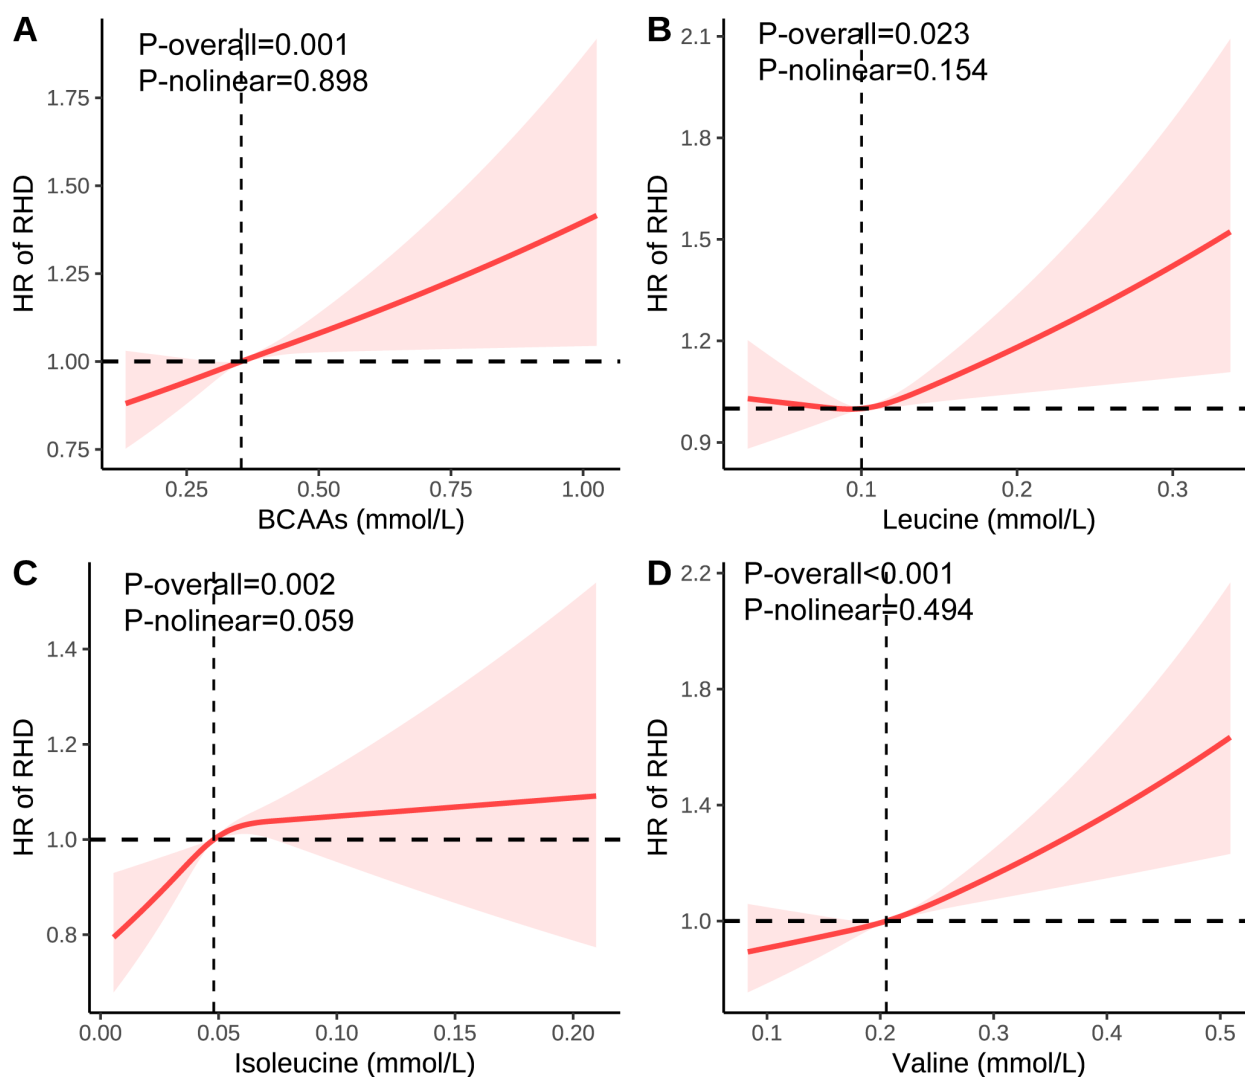 A
P-overall=0.001
P-nolinear=0.898
HR of RHD
1.75
1.50
1.25
1.00
0.75
0.25 0.50 0.75 1.00
BCAAs (mmol/L)
B
P-overall=0.023
P-nolinear=0.154
HR of RHD
2.1
1.8
1.5
1.2
0.9
0.1 0.2 0.3
Leucine (mmol/L)
C
P-overall=0.002
P-nolinear=0.059
HR of RHD
1.4
1.2
1.0
0.8
0.00 0.05 0.10 0.15 0.20
Isoleucine (mmol/L)
D
P-overall<0.001
P-nolinear=0.494
HR of RHD
2.2
1.8
1.4
1.0
0.1 0.2 0.3 0.4 0.5
Valine (mmol/L)